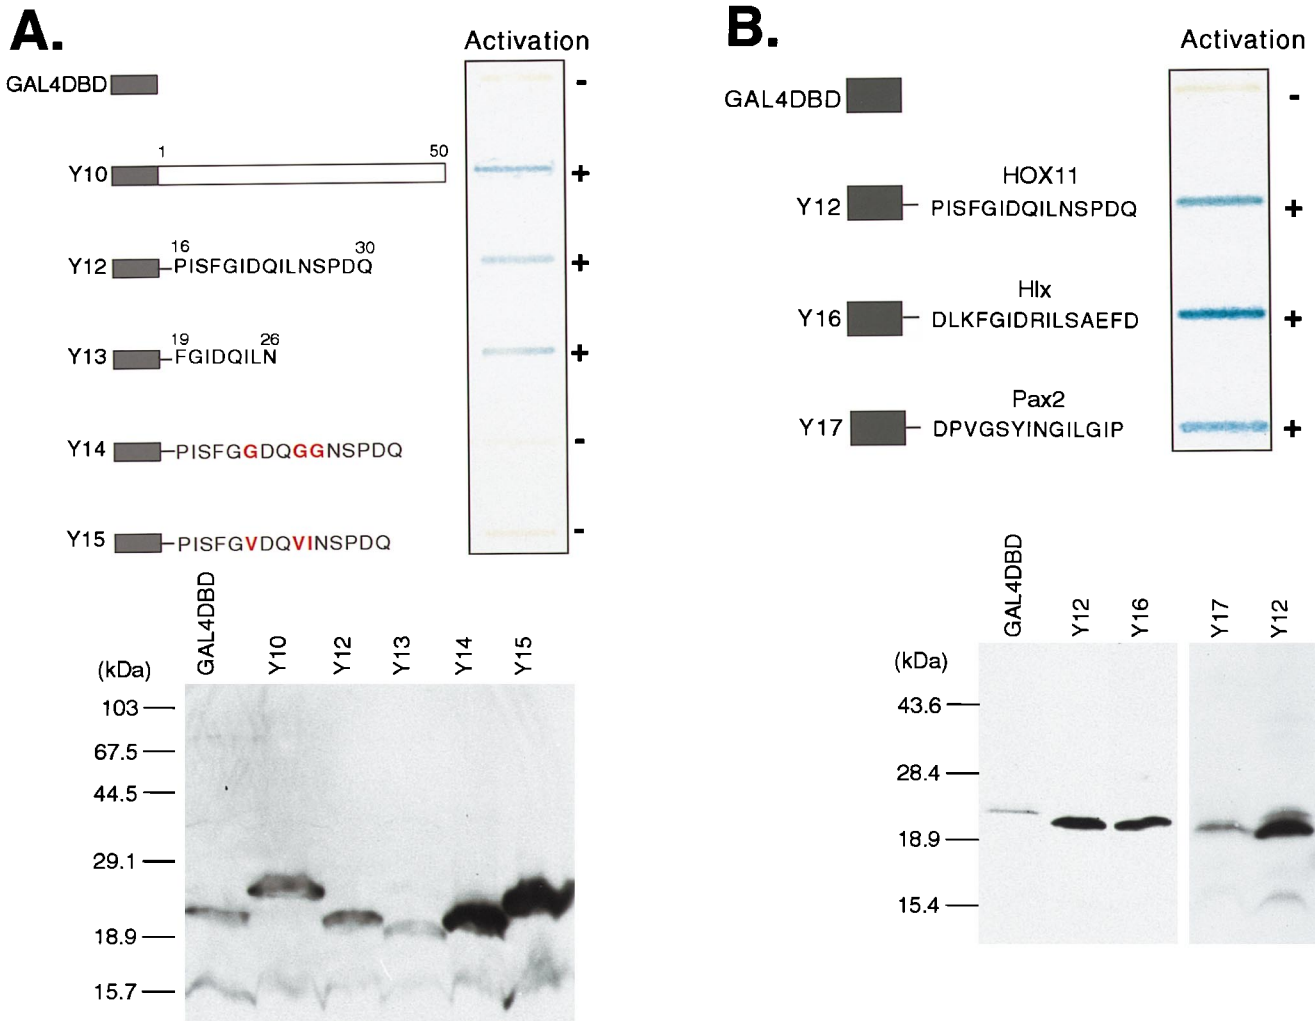 A.
Activation
GAL4DBD -
1 50
Y10 +
16 30
Y12 PISFGIDQILNSPDQ +
19 26
Y13 FGIDQILN +
Y14 PISFGGDQGGNSPDQ -
Y15 PISFGVDQVINSPDQ -
GAL4DBD Y10 Y12 Y13 Y14 Y15
(kDa)
103
67.5
44.5
29.1
18.9
15.7
B.
Activation
GAL4DBD -
HOX11
Y12 PISFGIDQILNSPDQ +
Hlx
Y16 DLKFGIDRILSAEFD +
Pax2
Y17 DPVGSYINGILGIP +
GAL4DBD Y12 Y16 Y17 Y12
(kDa)
43.6
28.4
18.9
15.4